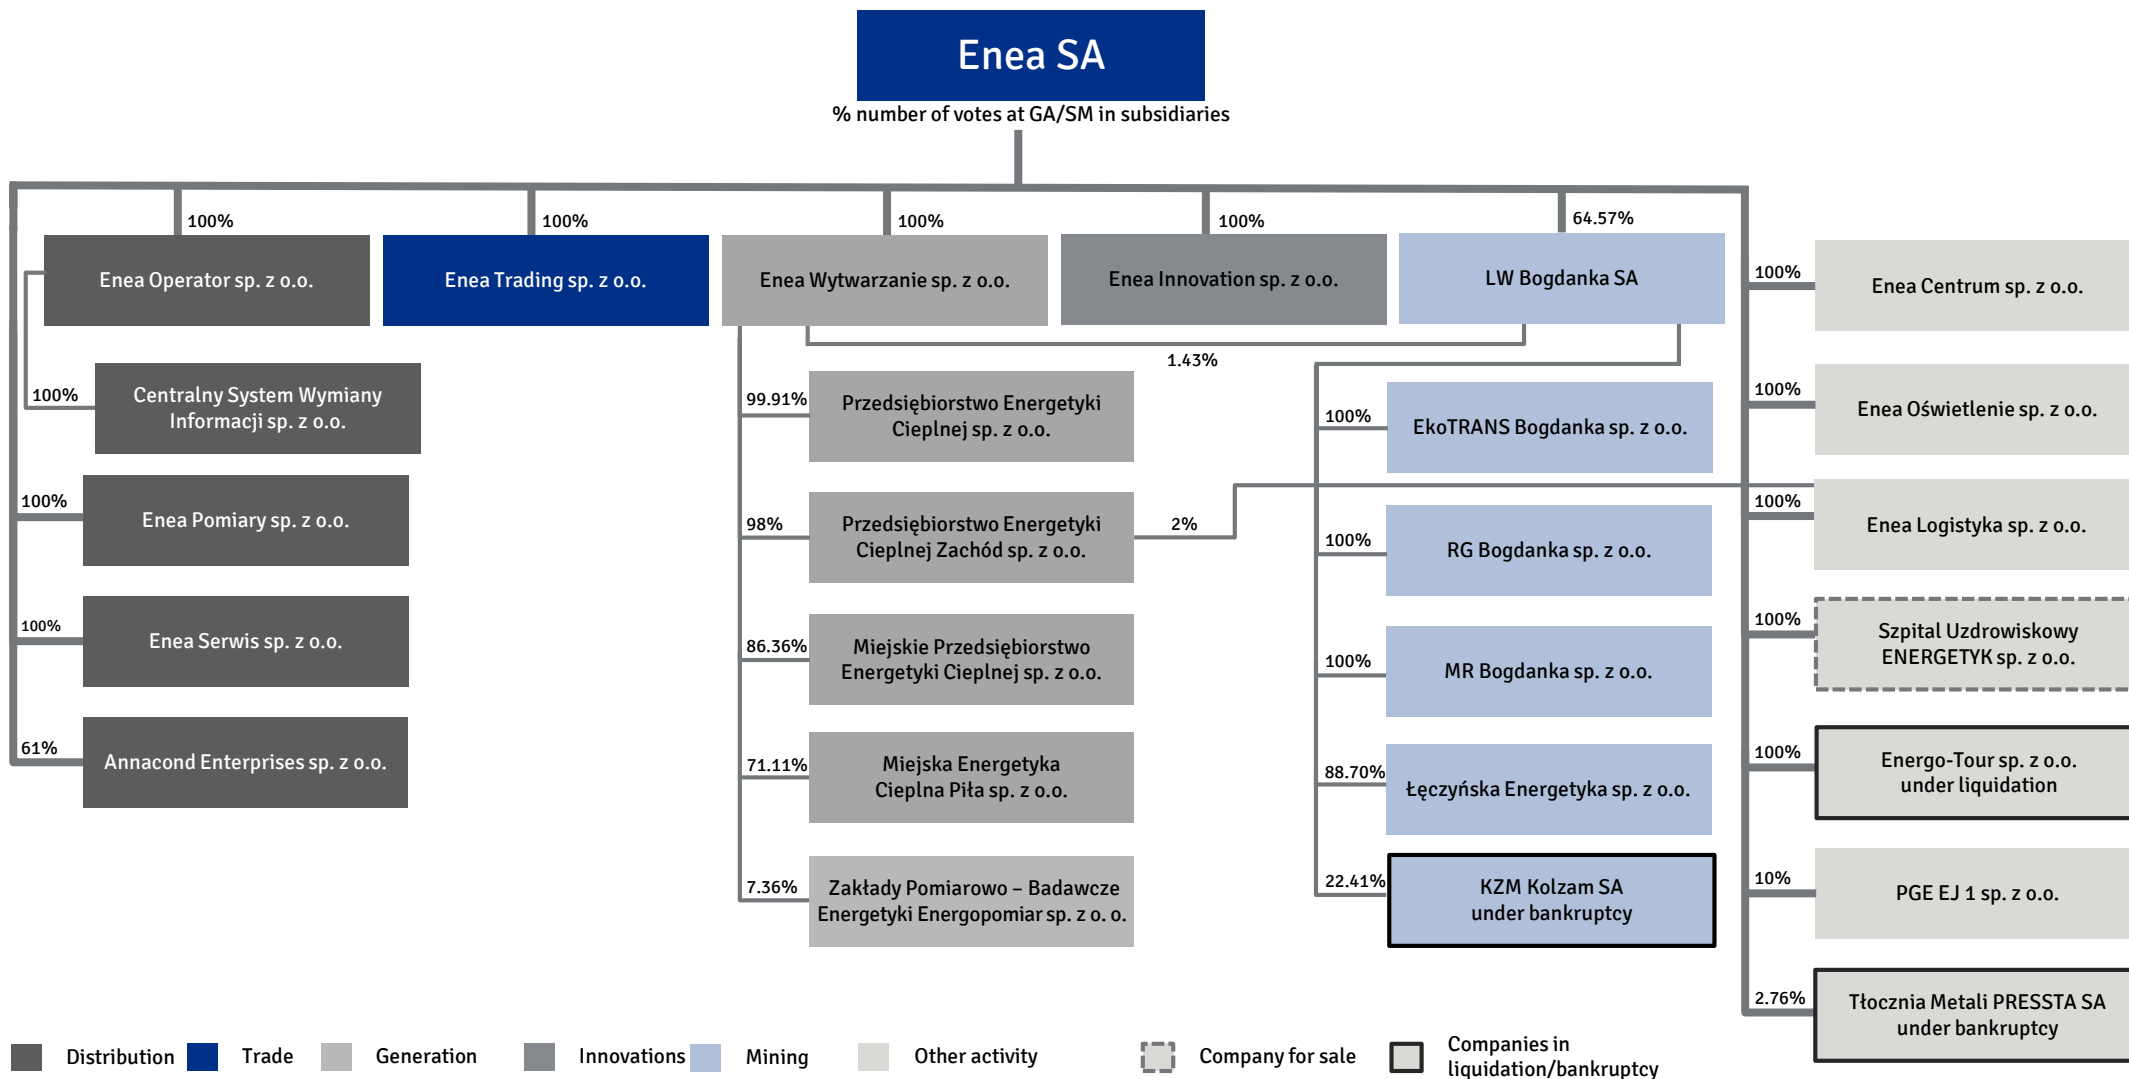 Enea SA
% number of votes at GA/SM in subsidiaries
100%
100%
100%
100%
64.57%
Enea Operator sp. z o.o.
Enea Trading sp. z o.o.
Enea Wytwarzanie sp. z o.o.
Enea Innovation sp. z o.o.
LW Bogdanka SA
100%
Enea Centrum sp. z o.o.
1.43%
100%
Centralny System Wymiany
Informacji sp. z o.o.
99.91%
Przedsiębiorstwo Energetyki
Cieplnej sp. z o.o.
100%
EkoTRANS Bogdanka sp. z o.o.
100%
Enea Oświetlenie sp. z o.o.
100%
Enea Pomiary sp. z o.o.
98%
Przedsiębiorstwo Energetyki
Cieplnej Zachód sp. z o.o.
2%
100%
RG Bogdanka sp. z o.o.
100%
Enea Logistyka sp. z o.o.
100%
Enea Serwis sp. z o.o.
86.36%
Miejskie Przedsiębiorstwo
Energetyki Cieplnej sp. z o.o.
100%
MR Bogdanka sp. z o.o.
100%
Szpital Uzdrowiskowy
ENERGETYK sp. z o.o.
61%
Annacond Enterprises sp. z o.o.
71.11%
Miejska Energetyka
Cieplna Piła sp. z o.o.
88.70%
Łęczyńska Energetyka sp. z o.o.
100%
Energo-Tour sp. z o.o.
under liquidation
7.36%
Zakłady Pomiarowo – Badawcze
Energetyki Energopomiar sp. z o. o.
22.41%
KZM Kolzam SA
under bankruptcy
10%
PGE EJ 1 sp. z o.o.
2.76%
Tłocznia Metali PRESSTA SA
under bankruptcy
Distribution
Trade
Generation
Innovations
Mining
Other activity
Company for sale
Companies in
liquidation/bankruptcy